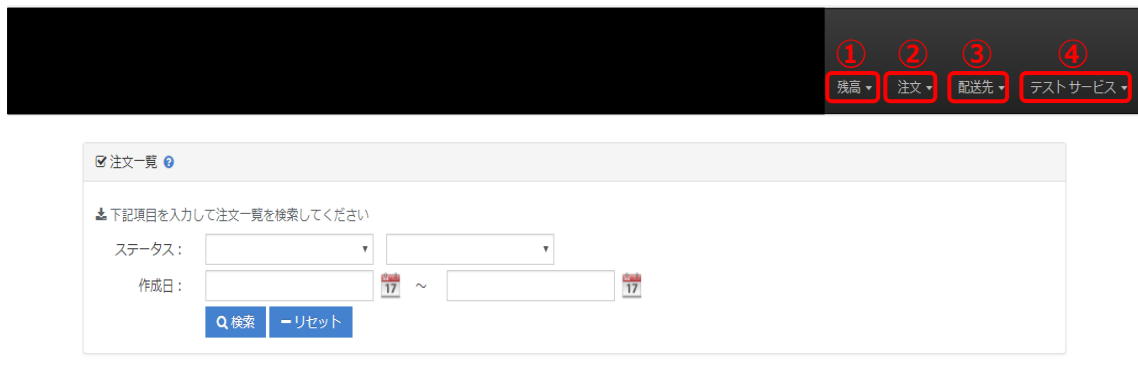 ① ② ③ ④
残高 注文 配送先 テストサービス
注文一覧
下記項目を入力して注文一覧を検索してください
ステータス：
作成日： 17 ～ 17
検索 リセット